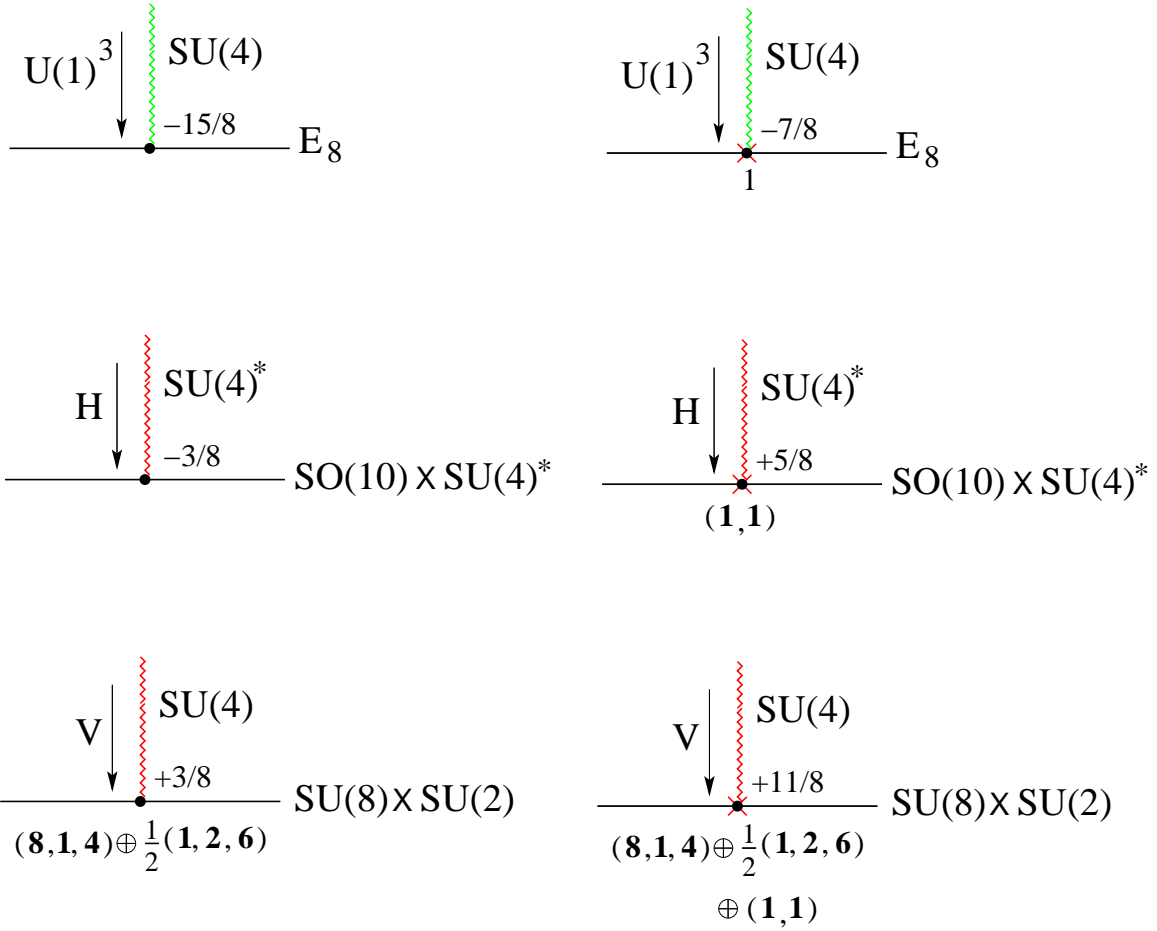 U(1)³ SU(4)
−15/8
E₈
U(1)³ SU(4)
−7/8
E₈
1
H SU(4)*
−3/8
SO(10) X SU(4)*
H SU(4)*
+5/8
SO(10) X SU(4)*
(1,1)
V SU(4)
+3/8
SU(8) X SU(2)
(8,1,4) ⊕ ½(1,2,6)
V SU(4)
+11/8
SU(8) X SU(2)
(8,1,4) ⊕ ½(1,2,6)
⊕ (1,1)